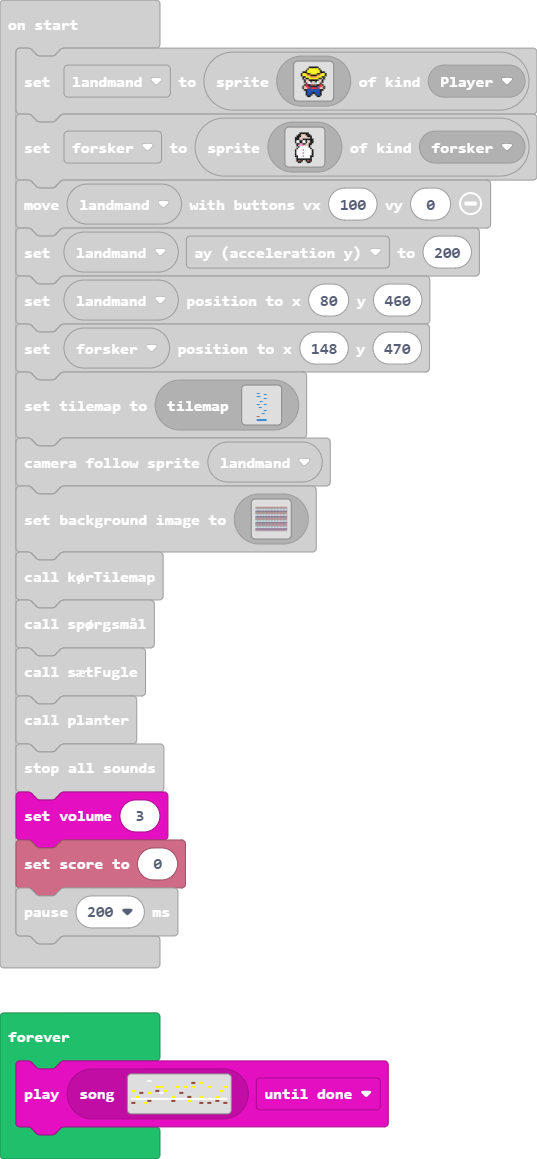 on start
set landmand to sprite of kind Player
set forsker to sprite of kind forsker
move landmand with buttons vx 100 vy 0
set landmand ay (acceleration y) to 200
set landmand position to x 80 y 460
set forsker position to x 148 y 470
set tilemap to tilemap
camera follow sprite landmand
set background image to
call kørTilemap
call spørgsmål
call sætFugle
call planter
stop all sounds
set volume 3
set score to 0
pause 200 ms
forever
play song until done